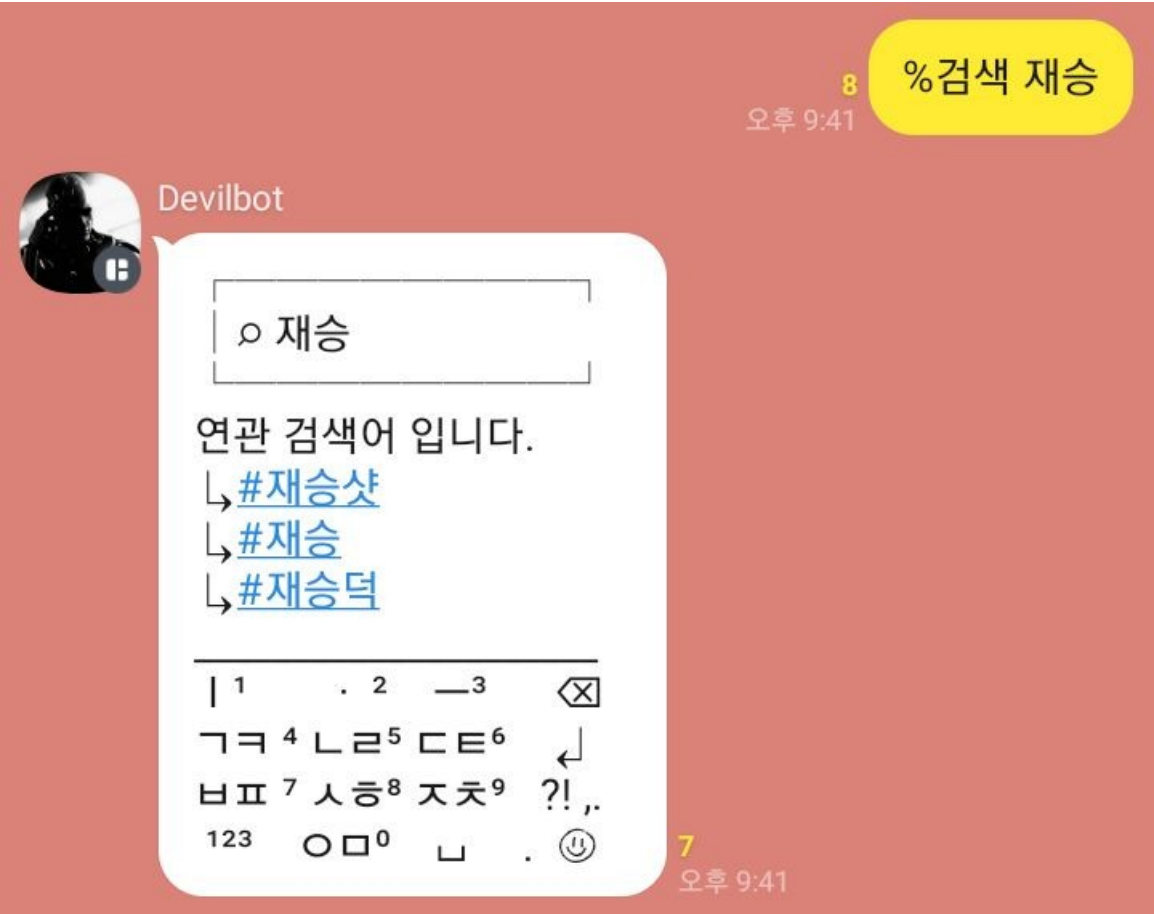 %검색 재승
8
오후 9:41
Devilbot
⌕ 재승
연관 검색어 입니다.
↳#재승샷
↳#재승
↳#재승덕
ㅣ¹ ㆍ² ㅡ³ ⌫
ㄱㅋ⁴ ㄴㄹ⁵ ㄷㅌ⁶ ↲
ㅂㅍ⁷ ㅅㅎ⁸ ㅈㅊ⁹ ?! ,.
¹²³ ㅇㅁ⁰ ␣ . ☺
7
오후 9:41